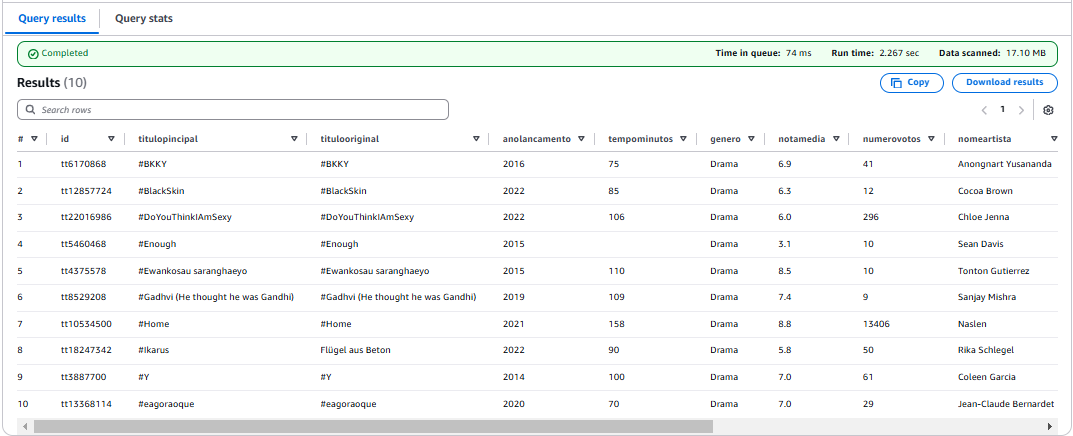 Query results Query stats
Completed Time in queue: 74 ms Run time: 2.267 sec Data scanned: 17.10 MB
Results (10) Copy Download results
Search rows 1
# id titulopincipal titulooriginal anolancamento tempominutos genero notamedia numerovotos nomeartista
1 tt6170868 #BKKY #BKKY 2016 75 Drama 6.9 41 Anongnart Yusananda
2 tt12857724 #BlackSkin #BlackSkin 2022 85 Drama 6.3 12 Cocoa Brown
3 tt22016986 #DoYouThinkIAmSexy #DoYouThinkIAmSexy 2022 106 Drama 6.0 296 Chloe Jenna
4 tt5460468 #Enough #Enough 2015 Drama 3.1 10 Sean Davis
5 tt4375578 #Ewankosau saranghaeyo #Ewankosau saranghaeyo 2015 110 Drama 8.5 10 Tonton Gutierrez
6 tt8529208 #Gadhvi (He thought he was Gandhi) #Gadhvi (He thought he was Gandhi) 2019 109 Drama 7.4 9 Sanjay Mishra
7 tt10534500 #Home #Home 2021 158 Drama 8.8 13406 Naslen
8 tt18247342 #Ikarus Flügel aus Beton 2022 90 Drama 5.8 50 Rika Schlegel
9 tt3887700 #Y #Y 2014 100 Drama 7.0 61 Coleen Garcia
10 tt13368114 #eagoraoque #eagoraoque 2020 70 Drama 7.0 29 Jean-Claude Bernardet